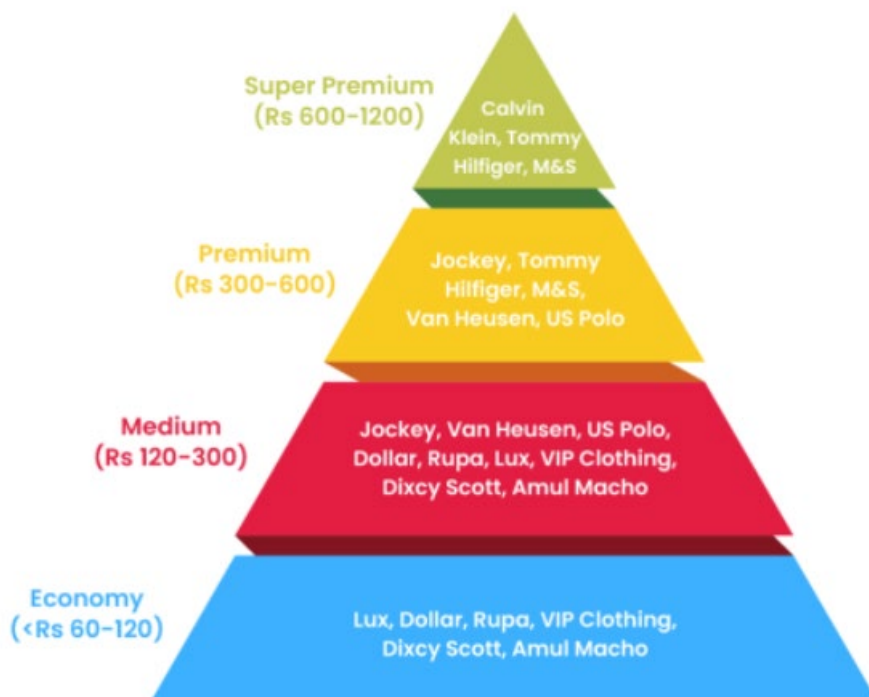 Super Premium
(Rs 600-1200)
Calvin
Klein, Tommy
Hilfiger, M&S
Premium
(Rs 300-600)
Jockey, Tommy
Hilfiger, M&S,
Van Heusen, US Polo
Medium
(Rs 120-300)
Jockey, Van Heusen, US Polo,
Dollar, Rupa, Lux, VIP Clothing,
Dixcy Scott, Amul Macho
Economy
(<Rs 60-120)
Lux, Dollar, Rupa, VIP Clothing,
Dixcy Scott, Amul Macho